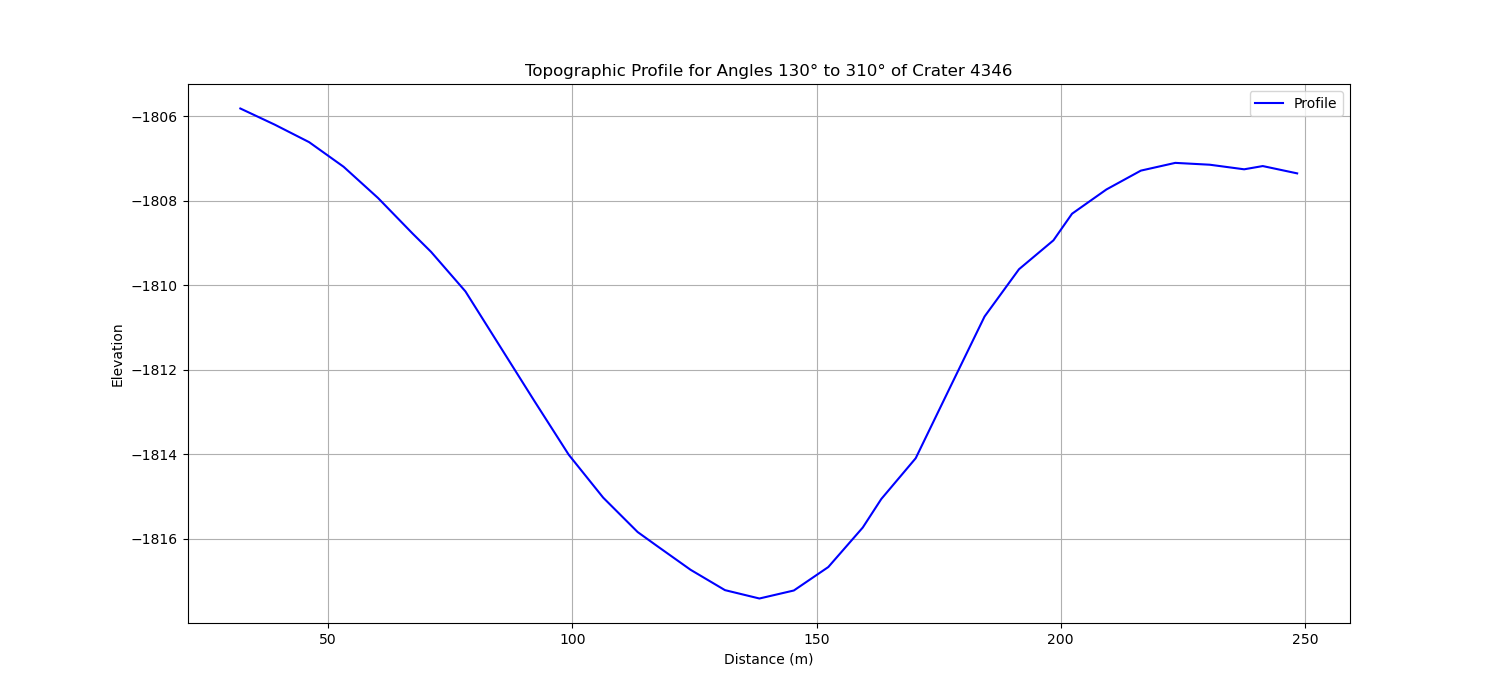 Topographic Profile for Angles 130° to 310° of Crater 4346
Profile
−1806
−1808
−1810
−1812
−1814
−1816
Elevation
50
100
150
200
250
Distance (m)